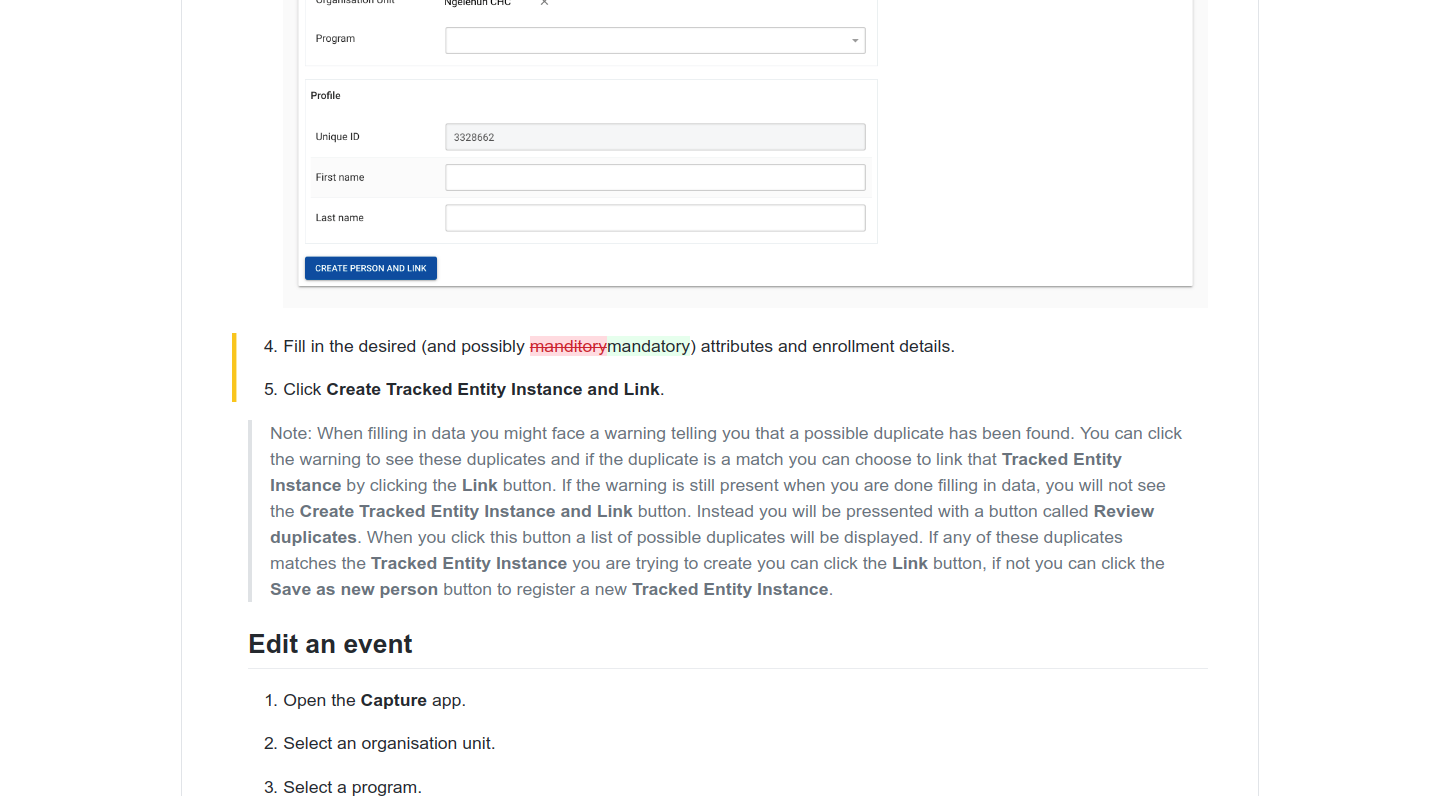 Organisation Unit
Ngelehun CHC
Program
Profile
Unique ID
3328662
First name
Last name
CREATE PERSON AND LINK
4. Fill in the desired (and possibly manditorymandatory) attributes and enrollment details.
5. Click Create Tracked Entity Instance and Link.
Note: When filling in data you might face a warning telling you that a possible duplicate has been found. You can click
the warning to see these duplicates and if the duplicate is a match you can choose to link that Tracked Entity
Instance by clicking the Link button. If the warning is still present when you are done filling in data, you will not see
the Create Tracked Entity Instance and Link button. Instead you will be pressented with a button called Review
duplicates. When you click this button a list of possible duplicates will be displayed. If any of these duplicates
matches the Tracked Entity Instance you are trying to create you can click the Link button, if not you can click the
Save as new person button to register a new Tracked Entity Instance.
Edit an event
1. Open the Capture app.
2. Select an organisation unit.
3. Select a program.